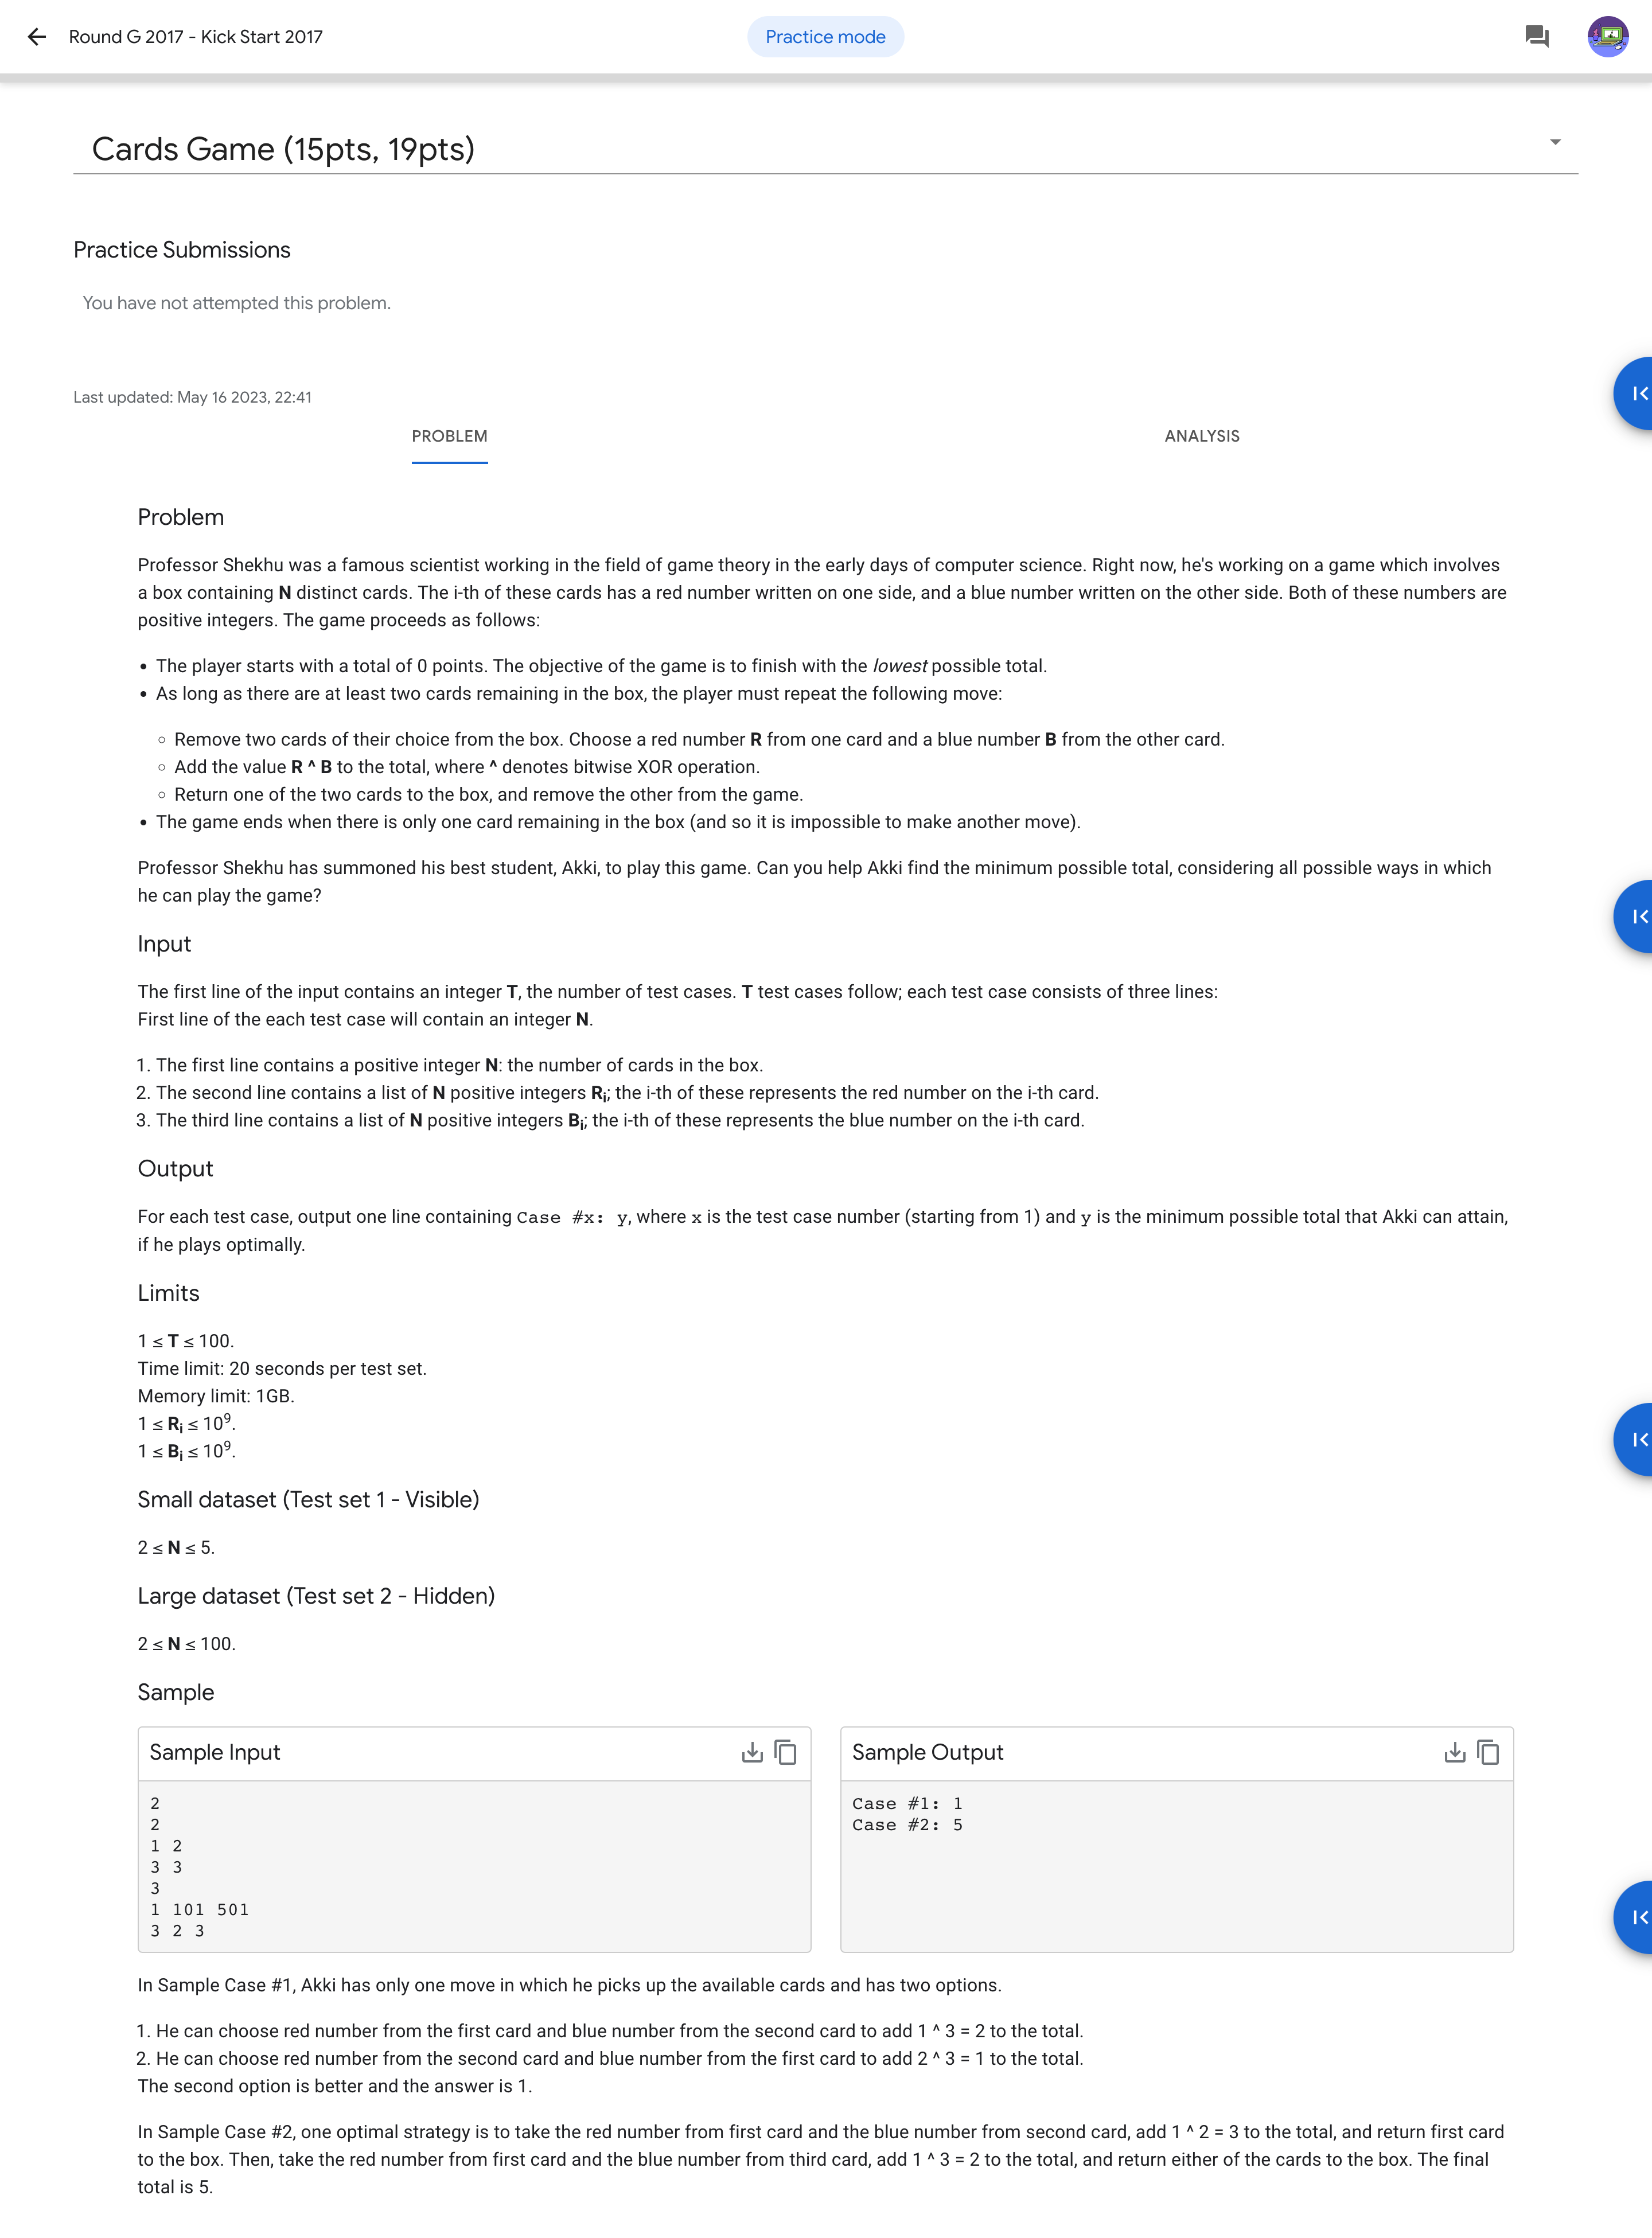 Round G 2017 - Kick Start 2017
Practice mode
Cards Game (15pts, 19pts)
Practice Submissions
You have not attempted this problem.
Last updated: May 16 2023, 22:41
PROBLEM
ANALYSIS
Problem
Professor Shekhu was a famous scientist working in the field of game theory in the early days of computer science. Right now, he's working on a game which involves
a box containing N distinct cards. The i-th of these cards has a red number written on one side, and a blue number written on the other side. Both of these numbers are
positive integers. The game proceeds as follows:
• The player starts with a total of 0 points. The objective of the game is to finish with the lowest possible total.
• As long as there are at least two cards remaining in the box, the player must repeat the following move:
○ Remove two cards of their choice from the box. Choose a red number R from one card and a blue number B from the other card.
○ Add the value R ^ B to the total, where ^ denotes bitwise XOR operation.
○ Return one of the two cards to the box, and remove the other from the game.
• The game ends when there is only one card remaining in the box (and so it is impossible to make another move).
Professor Shekhu has summoned his best student, Akki, to play this game. Can you help Akki find the minimum possible total, considering all possible ways in which
he can play the game?
Input
The first line of the input contains an integer T, the number of test cases. T test cases follow; each test case consists of three lines:
First line of the each test case will contain an integer N.
1. The first line contains a positive integer N: the number of cards in the box.
2. The second line contains a list of N positive integers Ri; the i-th of these represents the red number on the i-th card.
3. The third line contains a list of N positive integers Bi; the i-th of these represents the blue number on the i-th card.
Output
For each test case, output one line containing Case #x: y, where x is the test case number (starting from 1) and y is the minimum possible total that Akki can attain,
if he plays optimally.
Limits
1 ≤ T ≤ 100.
Time limit: 20 seconds per test set.
Memory limit: 1GB.
1 ≤ Ri ≤ 10⁹.
1 ≤ Bi ≤ 10⁹.
Small dataset (Test set 1 - Visible)
2 ≤ N ≤ 5.
Large dataset (Test set 2 - Hidden)
2 ≤ N ≤ 100.
Sample
Sample Input
2
2
1 2
3 3
3
1 101 501
3 2 3
Sample Output
Case #1: 1
Case #2: 5
In Sample Case #1, Akki has only one move in which he picks up the available cards and has two options.
1. He can choose red number from the first card and blue number from the second card to add 1 ^ 3 = 2 to the total.
2. He can choose red number from the second card and blue number from the first card to add 2 ^ 3 = 1 to the total.
The second option is better and the answer is 1.
In Sample Case #2, one optimal strategy is to take the red number from first card and the blue number from second card, add 1 ^ 2 = 3 to the total, and return first card
to the box. Then, take the red number from first card and the blue number from third card, add 1 ^ 3 = 2 to the total, and return either of the cards to the box. The final
total is 5.